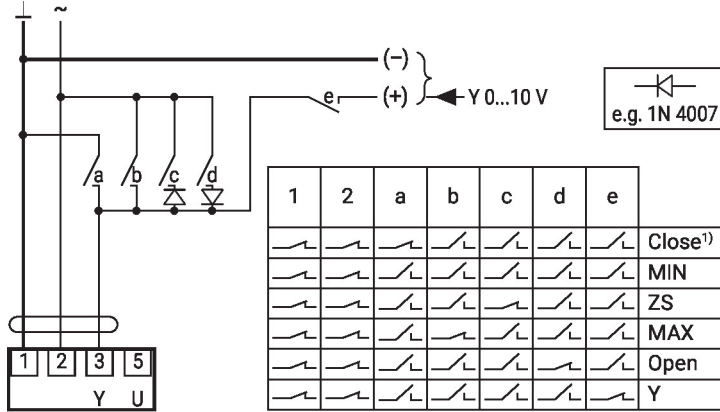 ⊥ ~
(–)
e (+) Y 0...10 V
e.g. 1N 4007
a b c d
1 2 a b c d e
Close1)
MIN
ZS
MAX
Open
Y
1 2 3 5
Y U